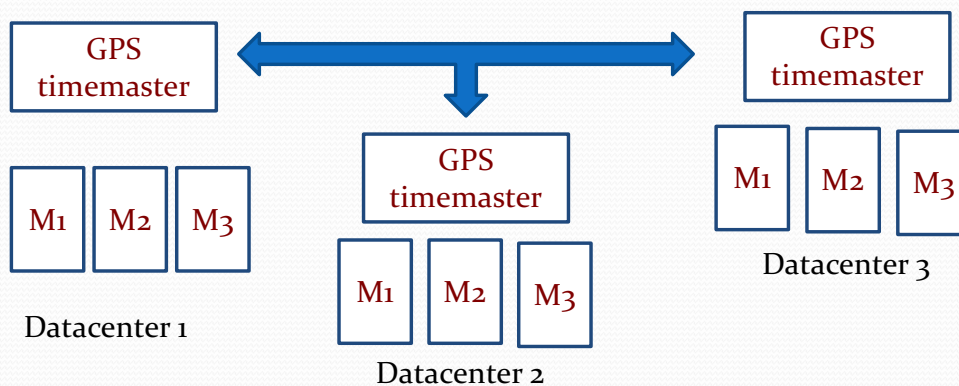 GPS
timemaster
M1 M2 M3
Datacenter 1
GPS
timemaster
M1 M2 M3
Datacenter 2
GPS
timemaster
M1 M2 M3
Datacenter 3